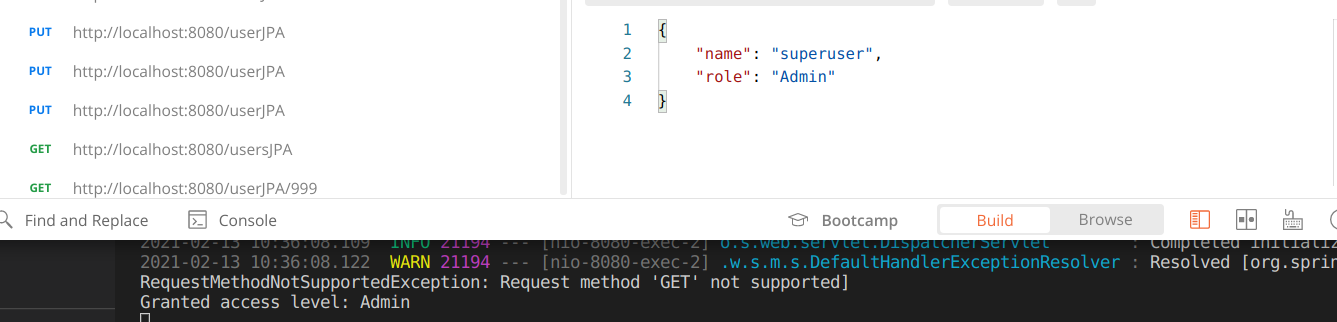 PUT http://localhost:8080/userJPA
PUT http://localhost:8080/userJPA
PUT http://localhost:8080/userJPA
GET http://localhost:8080/usersJPA
GET http://localhost:8080/userJPA/999
1 {
2 "name": "superuser",
3 "role": "Admin"
4 }
Find and Replace Console Bootcamp Build Browse
2021-02-13 10:36:08.109 INFO 21194 --- [nio-8080-exec-2] o.s.web.servlet.DispatcherServlet : Completed initializ
2021-02-13 10:36:08.122 WARN 21194 --- [nio-8080-exec-2] .w.s.m.s.DefaultHandlerExceptionResolver : Resolved [org.sprin
RequestMethodNotSupportedException: Request method 'GET' not supported]
Granted access level: Admin